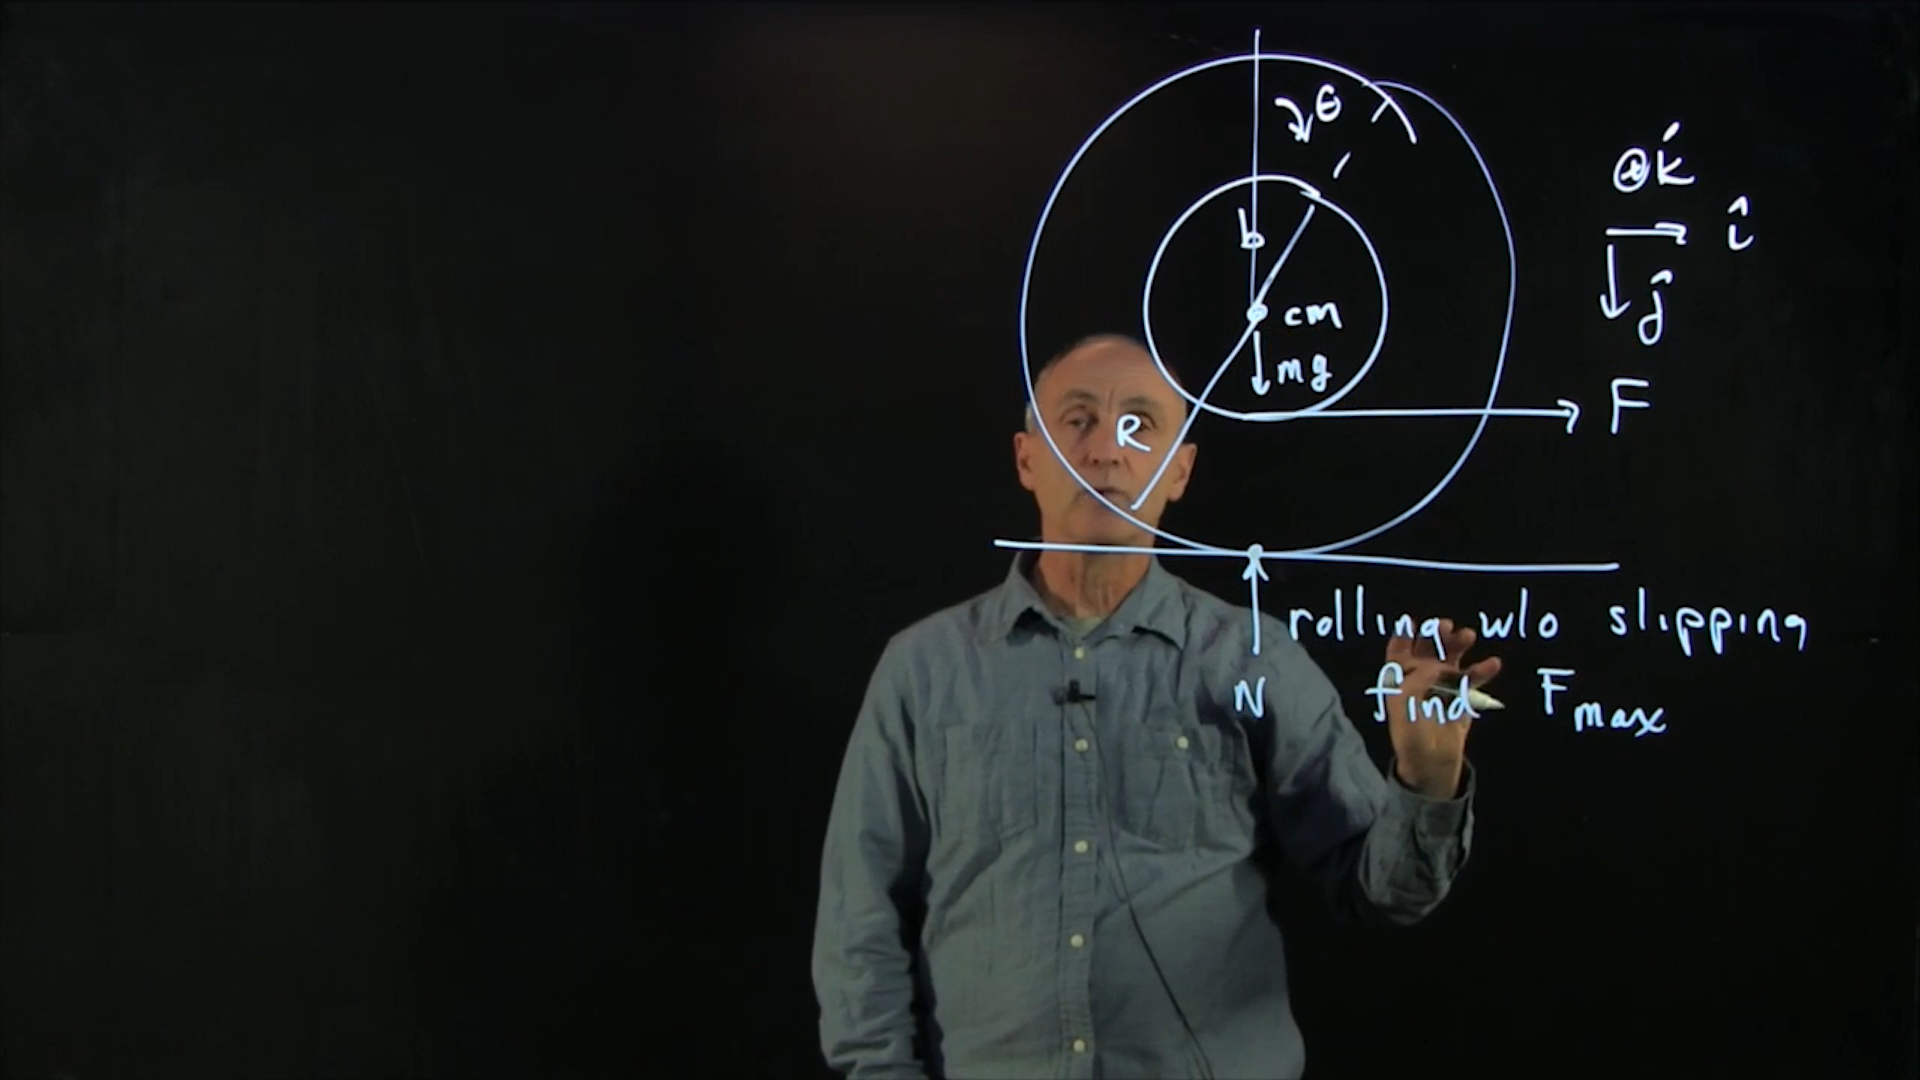 θ
k̂
î
b
ĵ
cm
mg
F
R
rolling w/o slipping
N
find Fmax